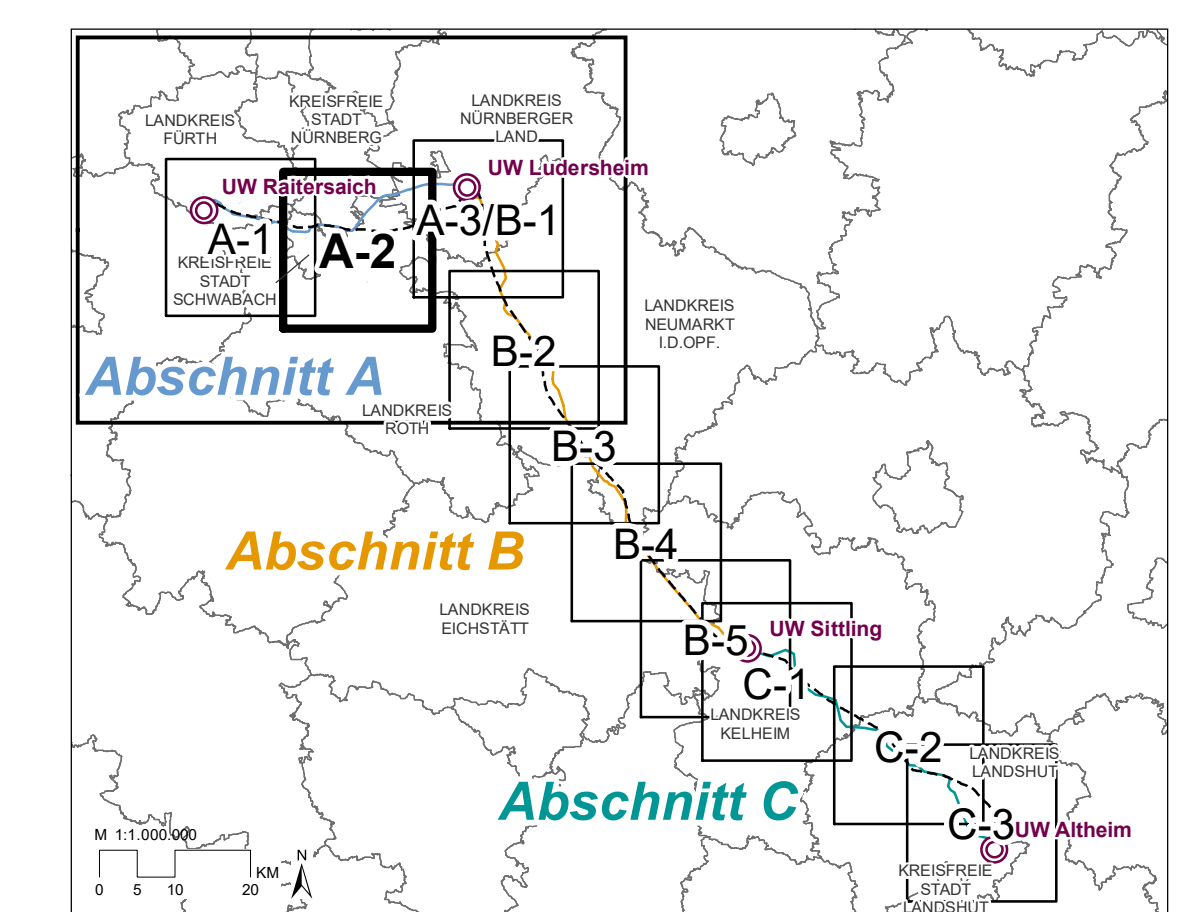 LANDKREIS
FÜRTH
KREISFREIE
STADT
NÜRNBERG
LANDKREIS
NÜRNBERGER
LAND
UW Raitersaich
UW Ludersheim
A-1
A-2
A-3/B-1
KREISFREIE
STADT
SCHWABACH
LANDKREIS
NEUMARKT
I.D.OPF.
B-2
Abschnitt A
LANDKREIS
ROTH
B-3
Abschnitt B
B-4
LANDKREIS
EICHSTÄTT
B-5
UW Sittling
C-1
LANDKREIS
KELHEIM
C-2
LANDKREIS
LANDSHUT
Abschnitt C
C-3
UW Altheim
KREISFREIE
STADT
LANDSHUT
M 1:1.000.000
KM
0 5 10 20
N